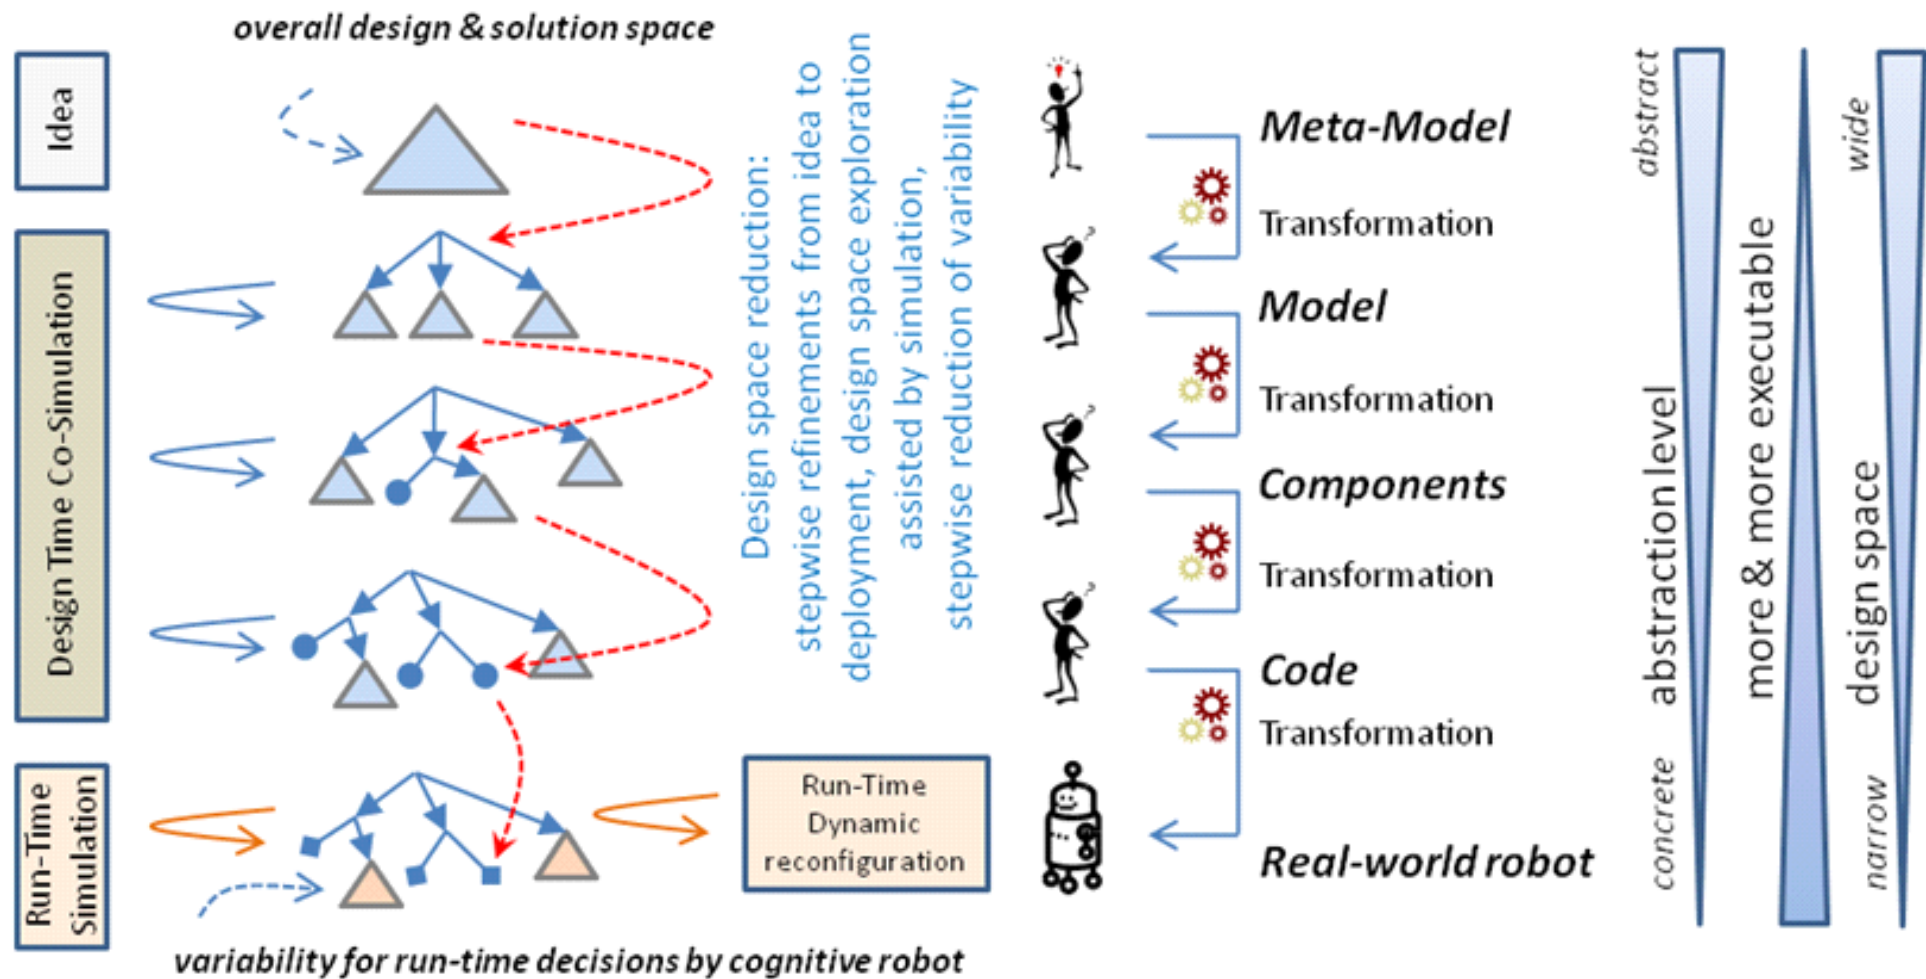 overall design & solution space
Idea
Design Time Co-Simulation
Run-Time
Simulation
Design space reduction:
stepwise refinements from idea to
deployment, design space exploration
assisted by simulation,
stepwise reduction of variability
Run-Time
Dynamic
reconfiguration
variability for run-time decisions by cognitive robot
?
?
?
Meta-Model
Transformation
Model
Transformation
Components
Transformation
Code
Transformation
Real-world robot
abstract
abstraction level
concrete
more & more executable
wide
design space
narrow